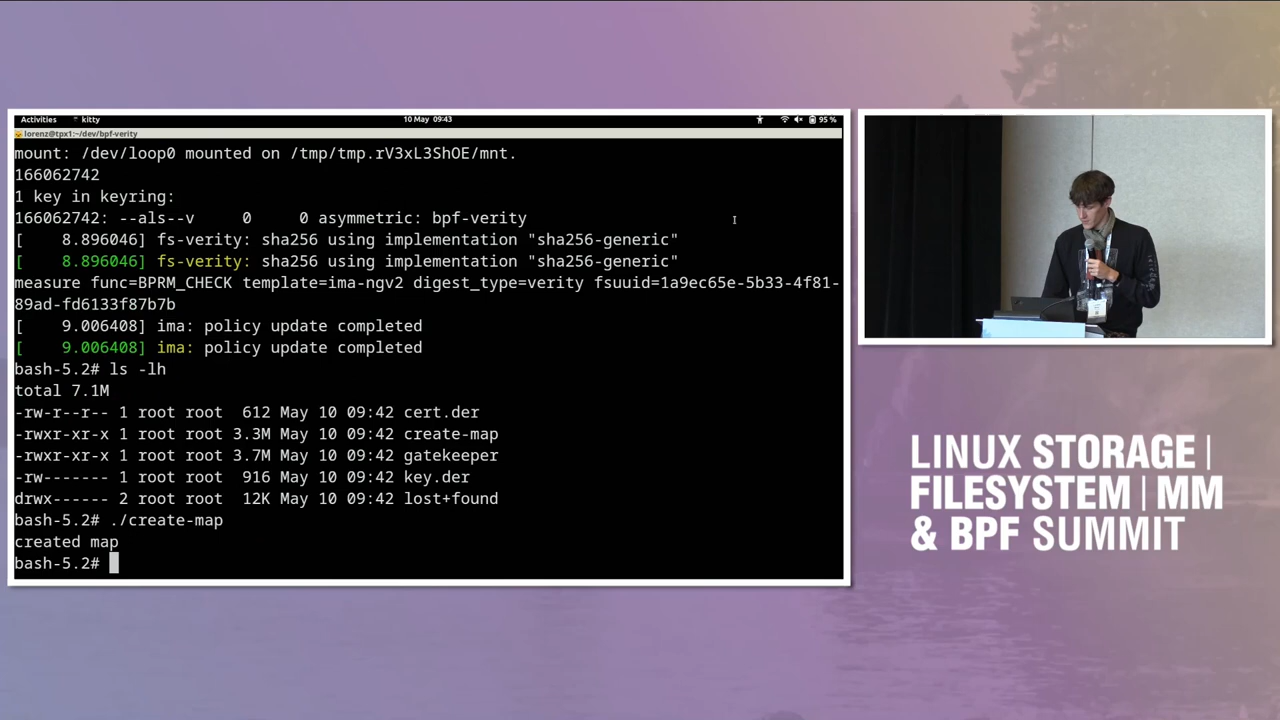 Activities kitty 10 May 09:43 95 %
lorenz@tpx1:~/dev/bpf-verity
mount: /dev/loop0 mounted on /tmp/tmp.rV3xL3ShOE/mnt.
166062742
1 key in keyring:
166062742: --als--v     0     0 asymmetric: bpf-verity
[    8.896046] fs-verity: sha256 using implementation "sha256-generic"
[    8.896046] fs-verity: sha256 using implementation "sha256-generic"
measure func=BPRM_CHECK template=ima-ngv2 digest_type=verity fsuuid=1a9ec65e-5b33-4f81-
89ad-fd6133f87b7b
[    9.006408] ima: policy update completed
[    9.006408] ima: policy update completed
bash-5.2# ls -lh
total 7.1M
-rw-r--r-- 1 root root  612 May 10 09:42 cert.der
-rwxr-xr-x 1 root root 3.3M May 10 09:42 create-map
-rwxr-xr-x 1 root root 3.7M May 10 09:42 gatekeeper
-rw------- 1 root root  916 May 10 09:42 key.der
drwx------ 2 root root  12K May 10 09:42 lost+found
bash-5.2# ./create-map
created map
bash-5.2#
LINUX STORAGE |
FILESYSTEM | MM
& BPF SUMMIT